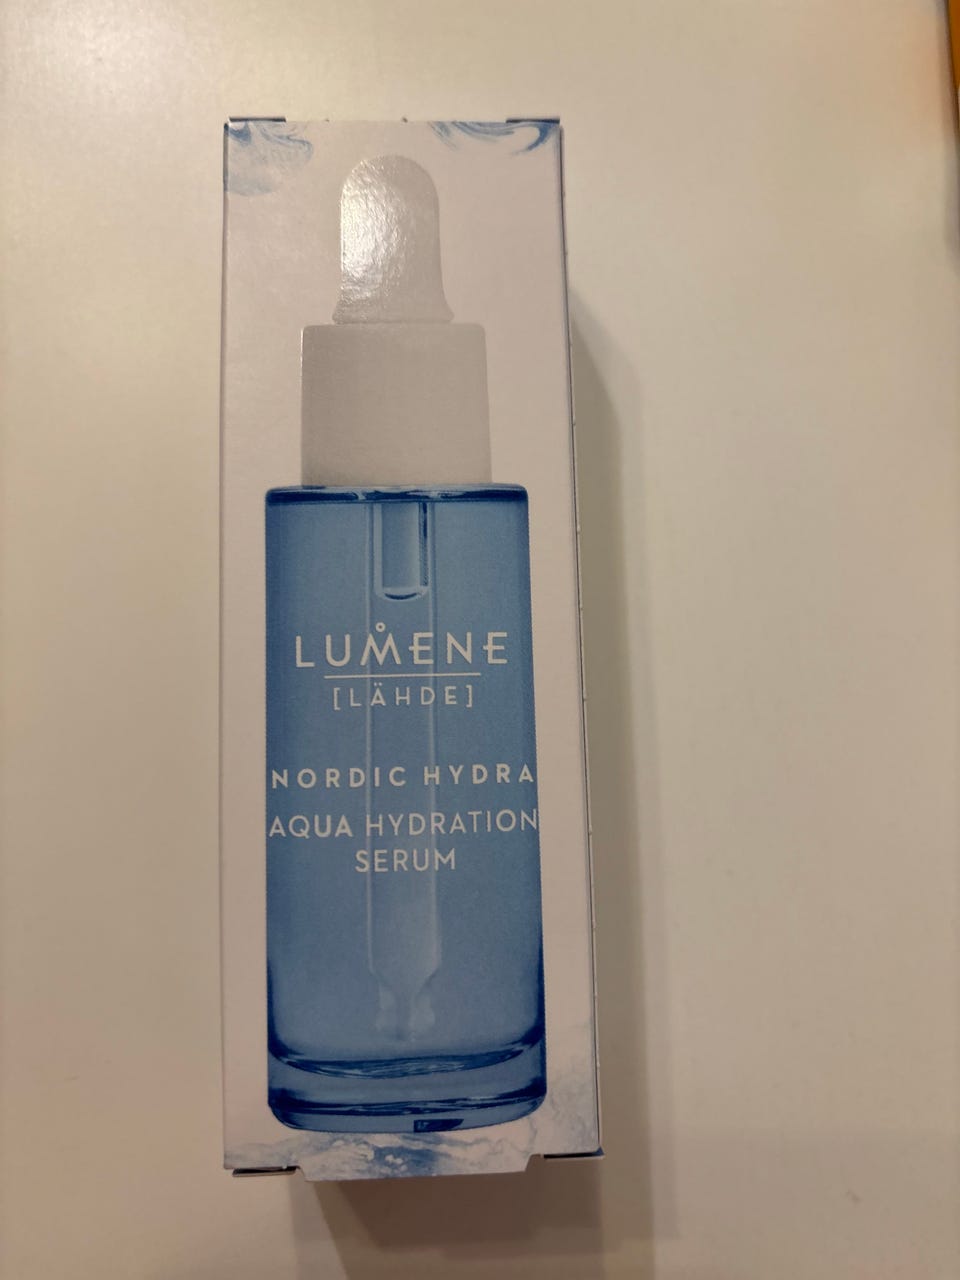 LUMENE
[LÄHDE]
NORDIC HYDRA
AQUA HYDRATION
SERUM